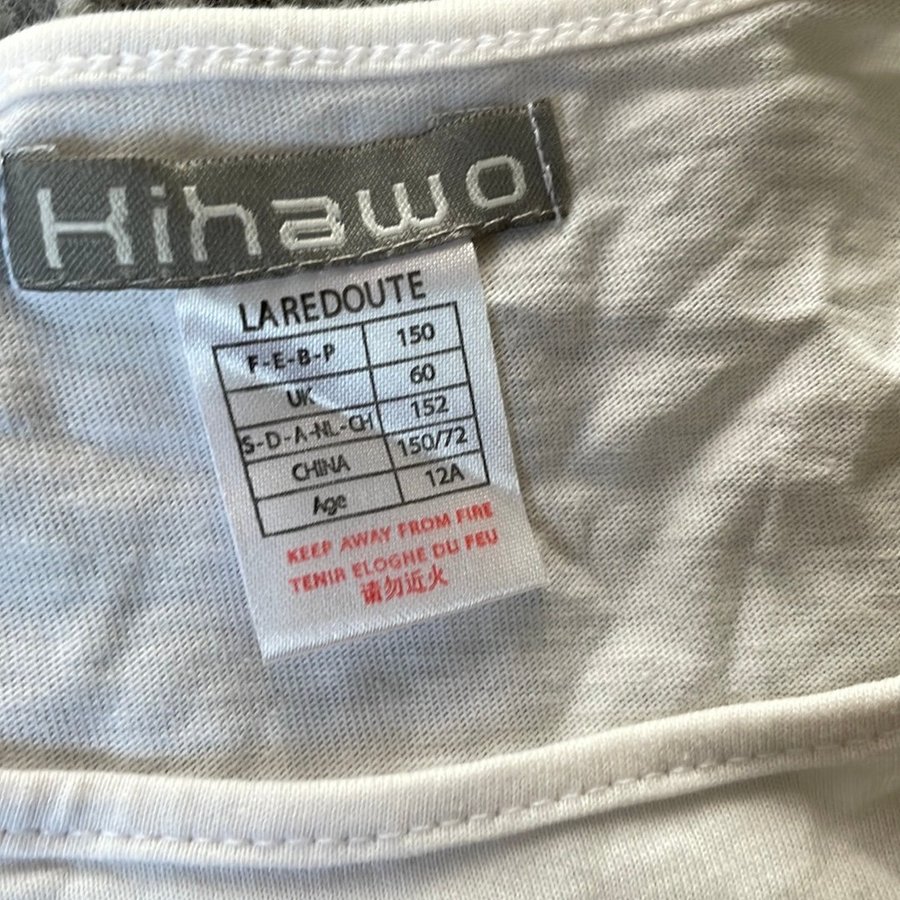 Hihawo
LAREDOUTE
F-E-B-P 150
UK 60
S-D-A-NL-CH 152
CHINA 150/72
Age 12A
KEEP AWAY FROM FIRE
TENIR ELOGHE DU FEU
请勿近火